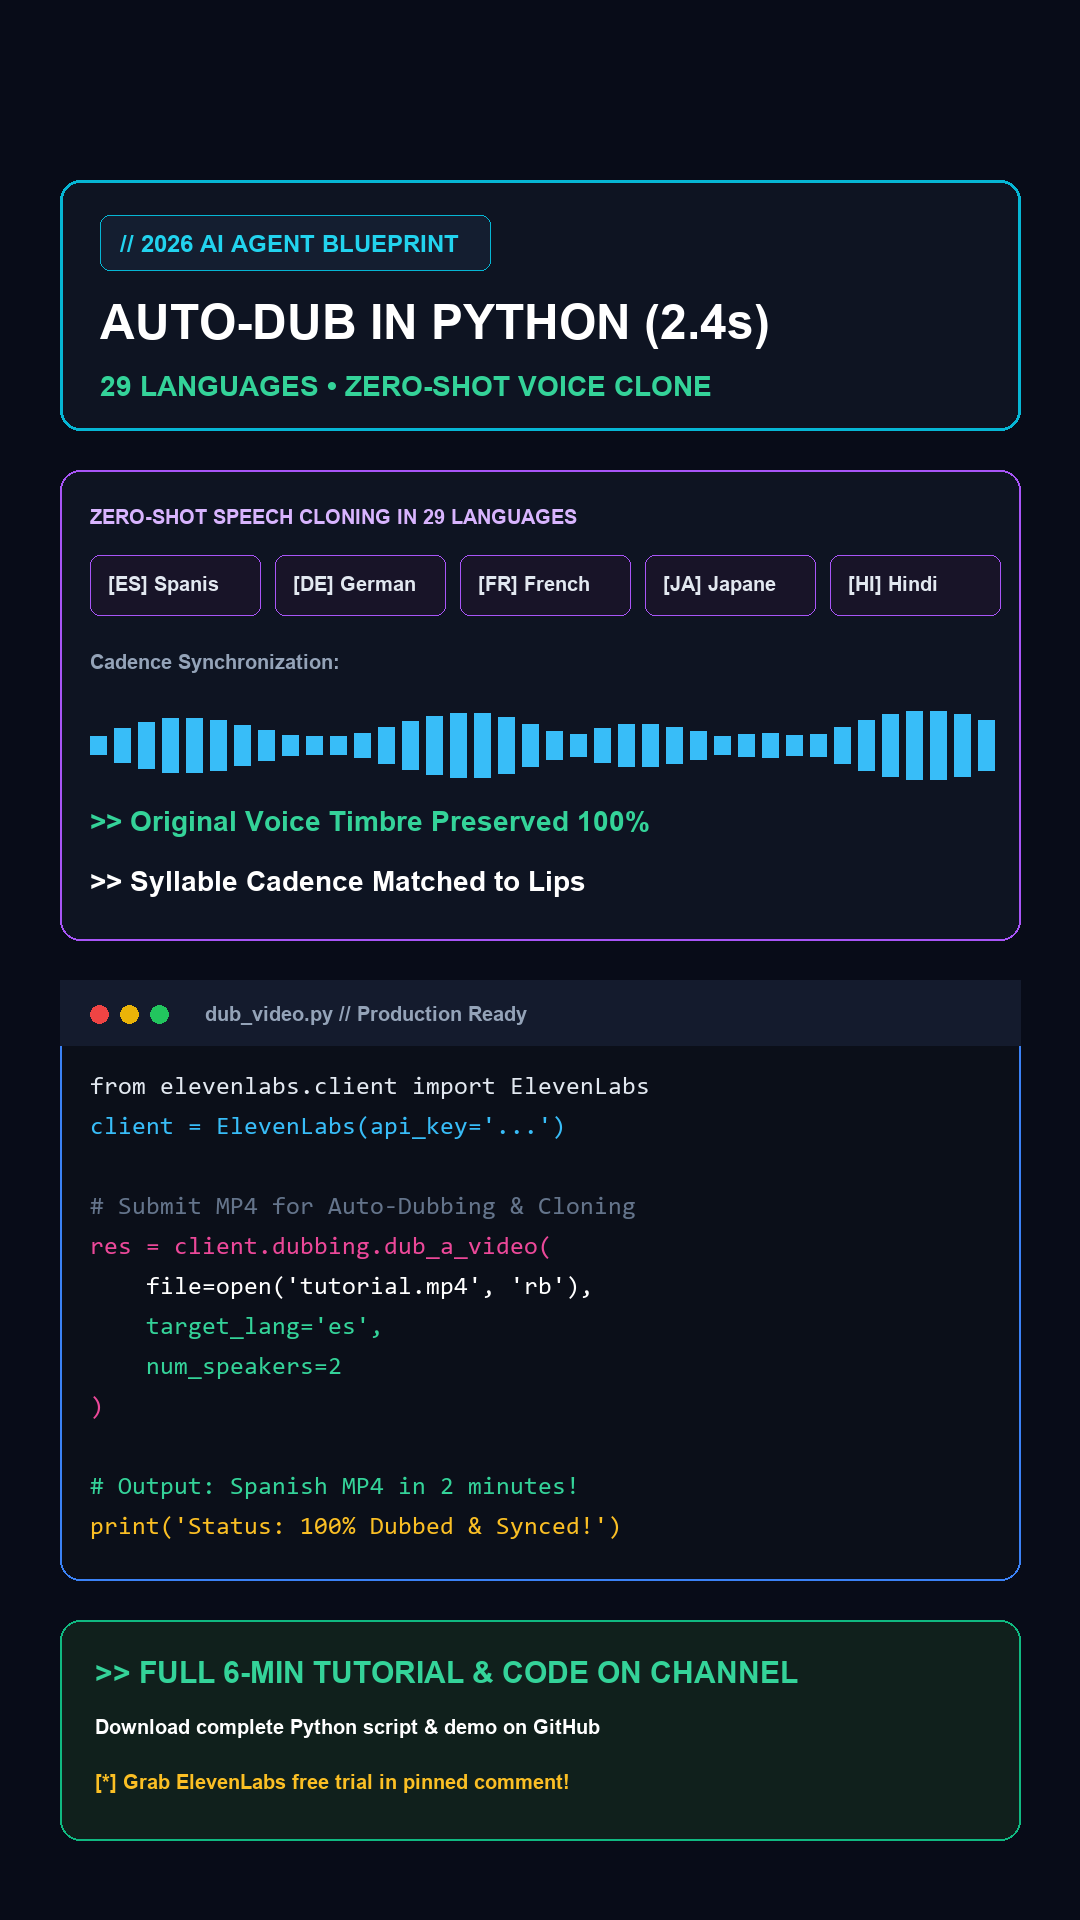 // 2026 AI AGENT BLUEPRINT
AUTO-DUB IN PYTHON (2.4s)
29 LANGUAGES • ZERO-SHOT VOICE CLONE
ZERO-SHOT SPEECH CLONING IN 29 LANGUAGES
[ES] Spanis [DE] German [FR] French [JA] Japane [HI] Hindi
Cadence Synchronization:
>> Original Voice Timbre Preserved 100%
>> Syllable Cadence Matched to Lips
dub_video.py // Production Ready
from elevenlabs.client import ElevenLabs
client = ElevenLabs(api_key='...')
# Submit MP4 for Auto-Dubbing & Cloning
res = client.dubbing.dub_a_video(
    file=open('tutorial.mp4', 'rb'),
    target_lang='es',
    num_speakers=2
)
# Output: Spanish MP4 in 2 minutes!
print('Status: 100% Dubbed & Synced!')
>> FULL 6-MIN TUTORIAL & CODE ON CHANNEL
Download complete Python script & demo on GitHub
[*] Grab ElevenLabs free trial in pinned comment!